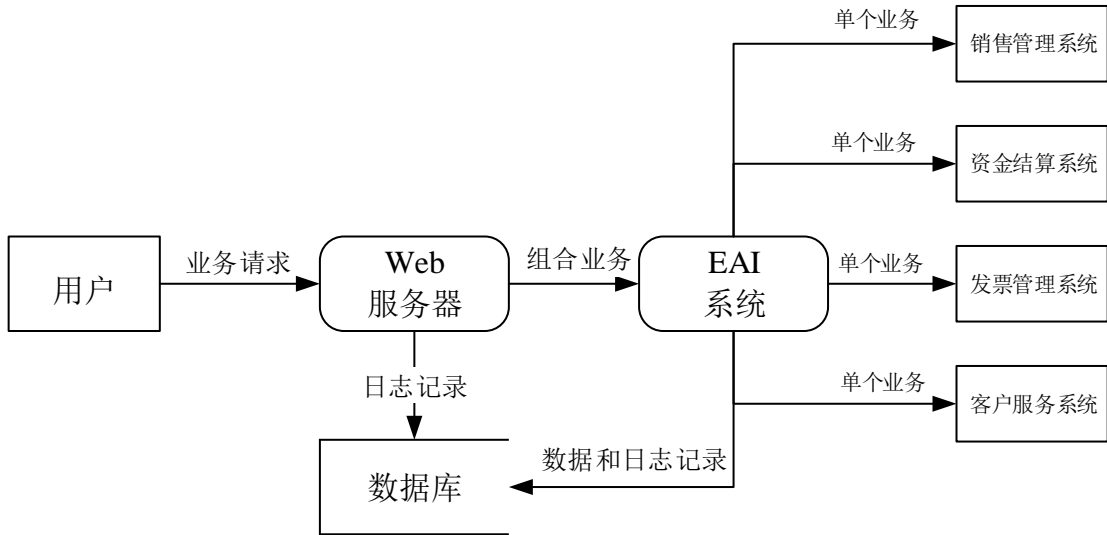 单个业务
销售管理系统
单个业务
资金结算系统
用户
业务请求
Web
服务器
组合业务
EAI
系统
单个业务
发票管理系统
日志记录
单个业务
客户服务系统
数据库
数据和日志记录